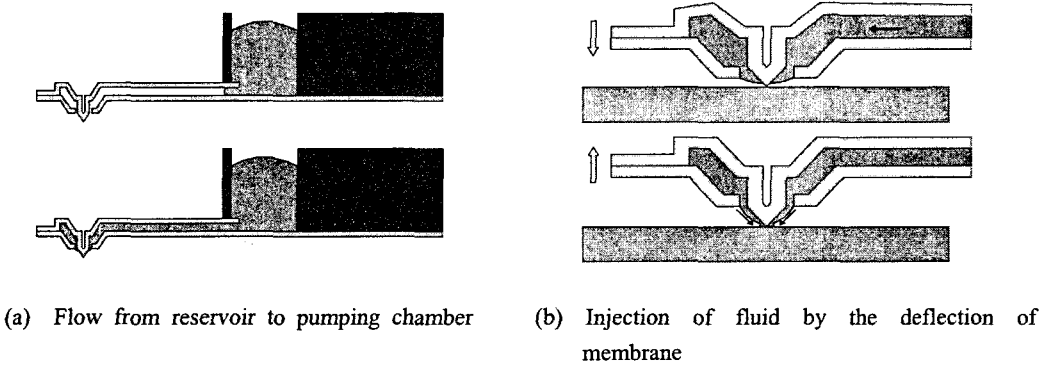 (a) Flow from reservoir to pumping chamber
(b) Injection of fluid by the deflection of
membrane